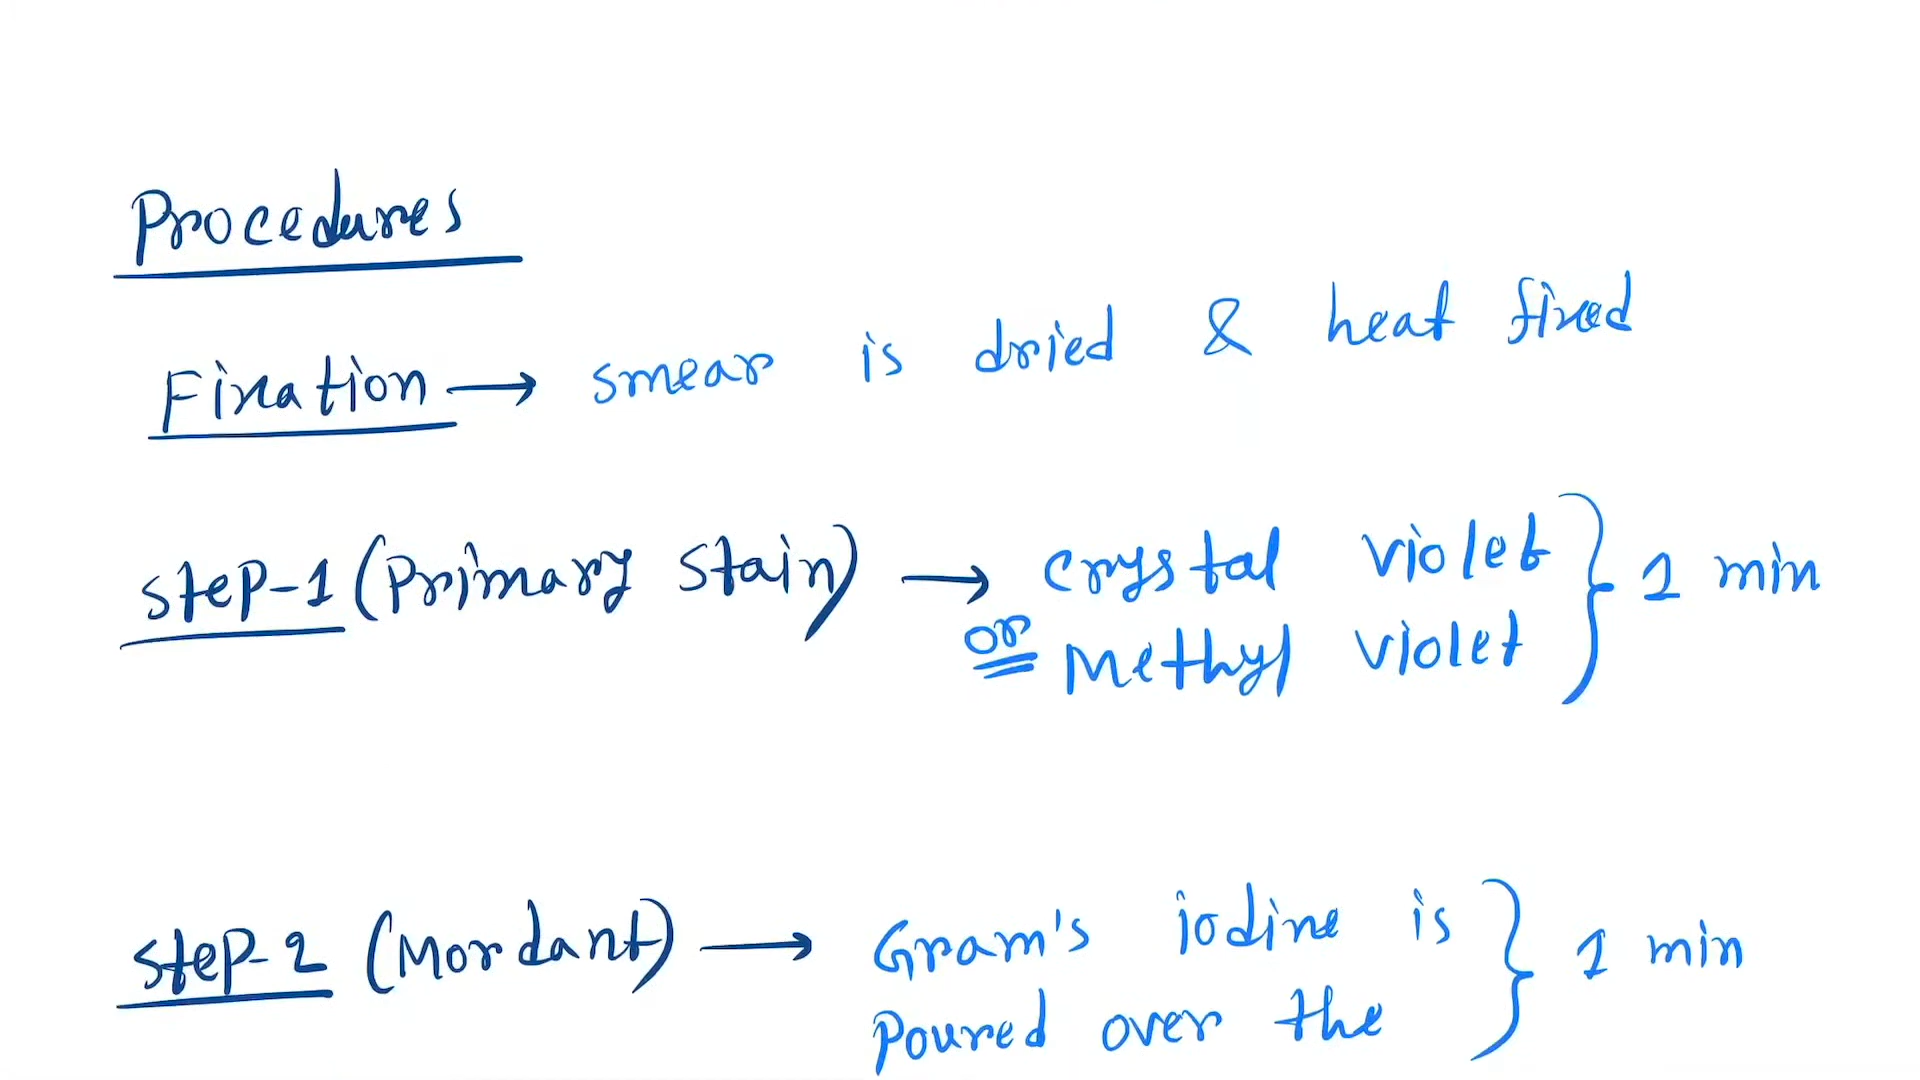 Procedures
Fixation → smear is dried & heat fixed
Step-1 (Primary Stain) → Crystal violet } 1 min
or Methyl violet
Step-2 (Mordant) → Gram's iodine is } 1 min
Poured over the